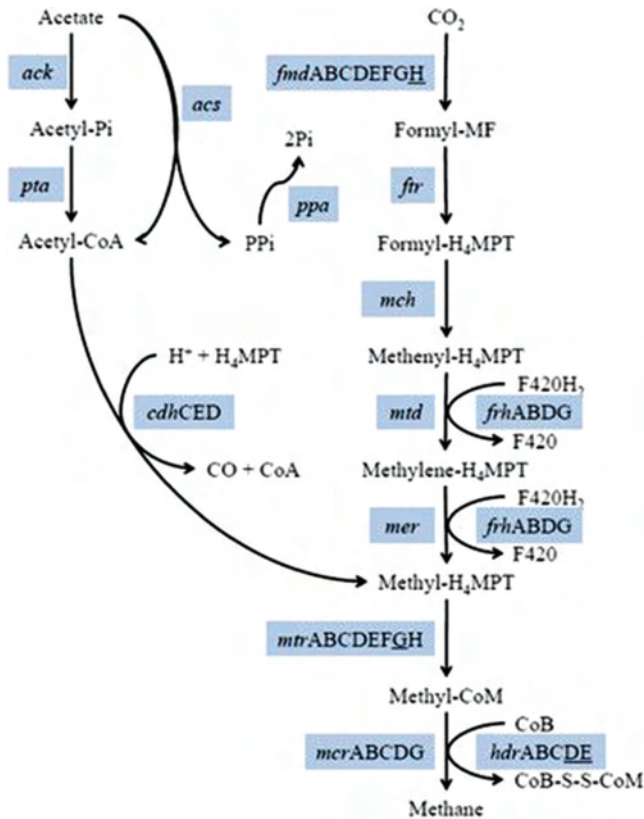 Acetate
CO₂
ack
fmdABCDEFGH
acs
Acetyl-Pi
2Pi
Formyl-MF
pta
ppa
ftr
Acetyl-CoA
PPi
Formyl-H₄MPT
mch
H⁺ + H₄MPT
Methenyl-H₄MPT
F420H₂
cdhCED
mtd
frhABDG
F420
CO + CoA
Methylene-H₄MPT
F420H₂
mer
frhABDG
F420
Methyl-H₄MPT
mtrABCDEFGH
Methyl-CoM
CoB
mcrABCDG
hdrABCDE
CoB-S-S-CoM
Methane